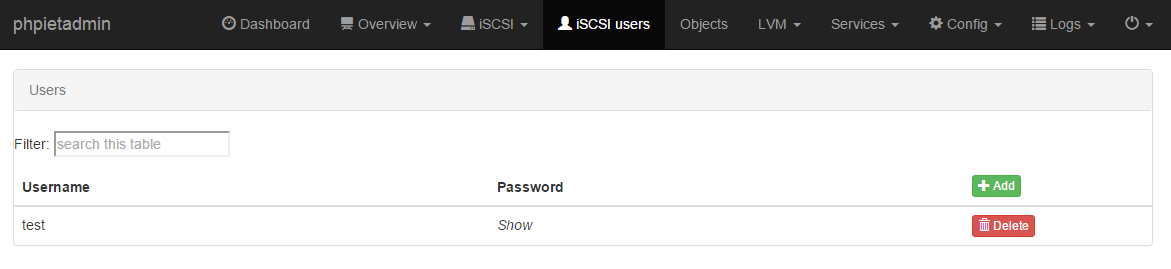 phpietadmin Dashboard Overview iSCSI iSCSI users Objects LVM Services Config Logs
Users
Filter: search this table
Username Password Add
test Show Delete